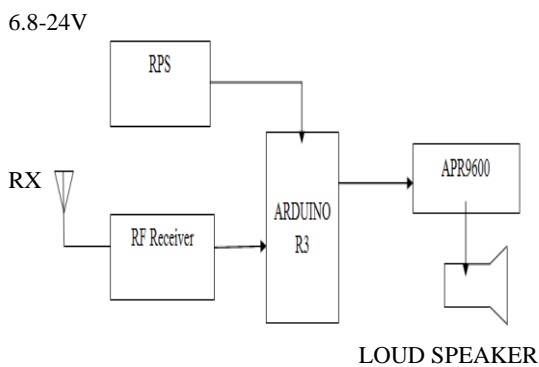 6.8-24V
RPS
RX
RF Receiver
ARDUINO
R3
APR9600
LOUD SPEAKER